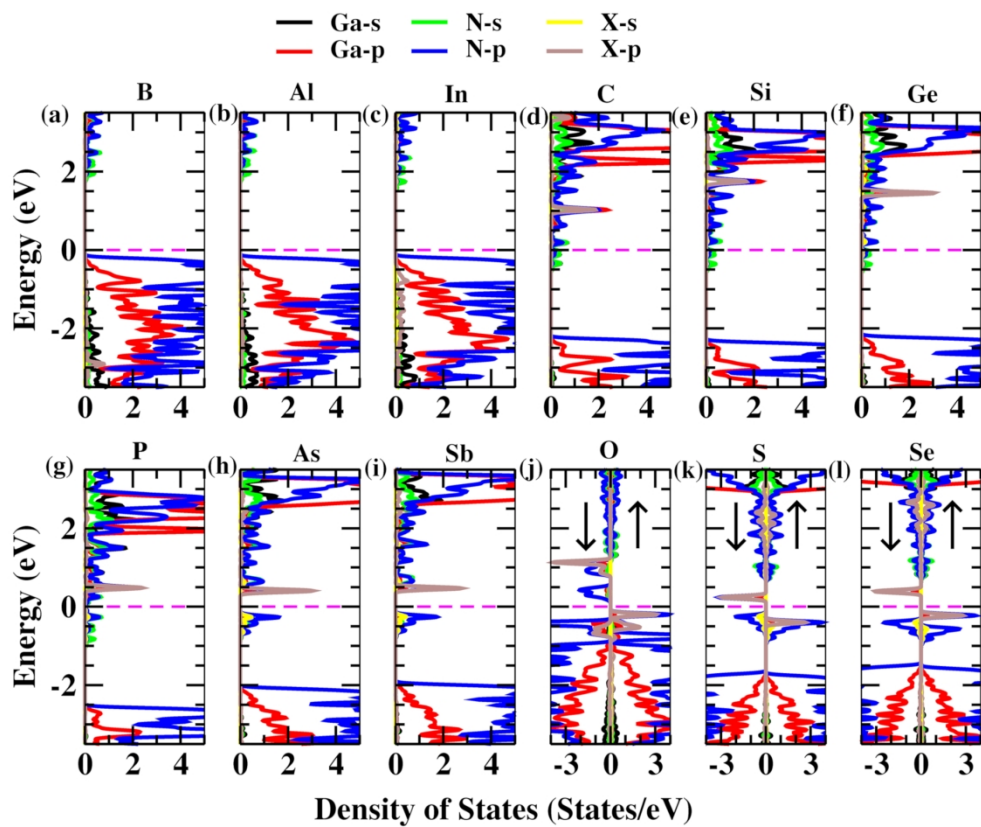 Ga-s N-s X-s
Ga-p N-p X-p
(a) B (b) Al (c) In (d) C (e) Si (f) Ge
Energy (eV)
2
0
-2
0 2 4 0 2 4 0 2 4 0 2 4 0 2 4 0 2 4
(g) P (h) As (i) Sb (j) O (k) S (l) Se
Energy (eV)
2
0
-2
0 2 4 0 2 4 0 2 4 -3 0 3 -3 0 3 -3 0 3
Density of States (States/eV)